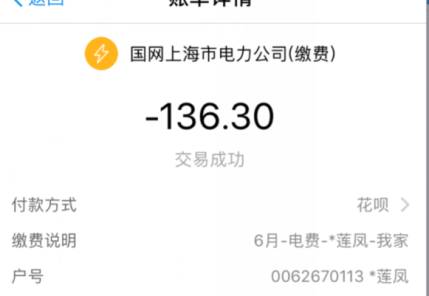 返回 账单详情
国网上海市电力公司(缴费)
-136.30
交易成功
付款方式 花呗
缴费说明 6月-电费-*莲凤-我家
户号 0062670113 *莲凤